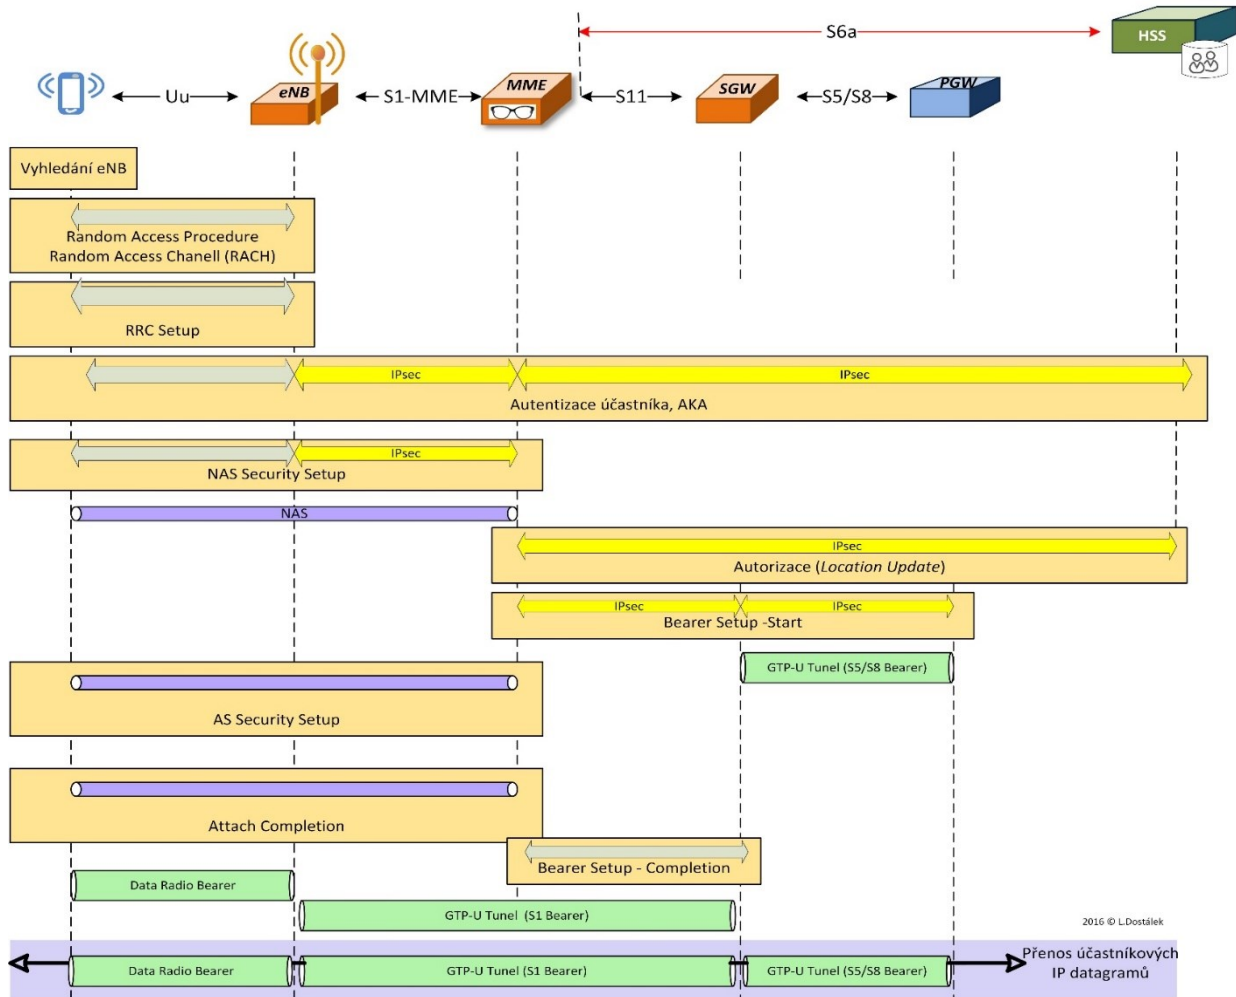 S6a
HSS
Uu
eNB
S1-MME
MME
S11
SGW
S5/S8
PGW
Vyhledání eNB
Random Access Procedure
Random Access Chanell (RACH)
RRC Setup
IPsec
IPsec
Autentizace účastníka, AKA
IPsec
NAS Security Setup
NAS
IPsec
Autorizace (Location Update)
IPsec
IPsec
Bearer Setup -Start
GTP-U Tunel (S5/S8 Bearer)
AS Security Setup
Attach Completion
Bearer Setup - Completion
Data Radio Bearer
GTP-U Tunel (S1 Bearer)
2016 © L.Dostálek
Data Radio Bearer
GTP-U Tunel (S1 Bearer)
GTP-U Tunel (S5/S8 Bearer)
Přenos účastníkových
IP datagramů